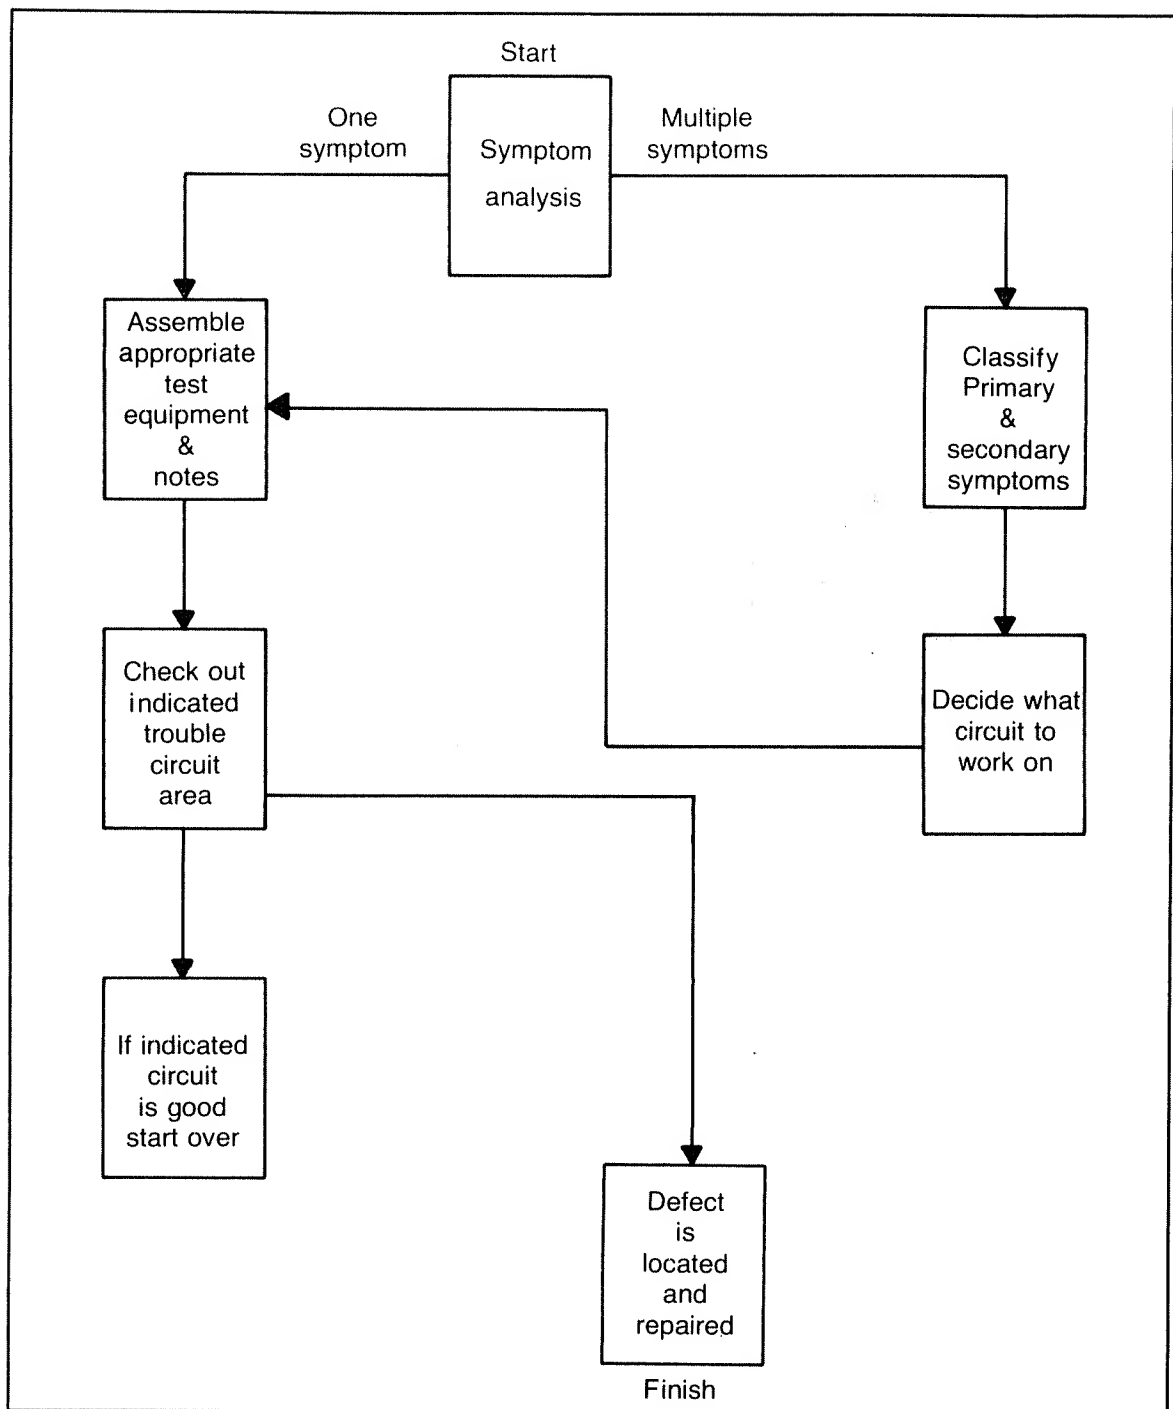 Start
One
symptom
Multiple
symptoms
Symptom
analysis
Assemble
appropriate
test
equipment
&
notes
Classify
Primary
&
secondary
symptoms
Check out
indicated
trouble
circuit
area
Decide what
circuit to
work on
If indicated
circuit
is good
start over
Defect
is
located
and
repaired
Finish